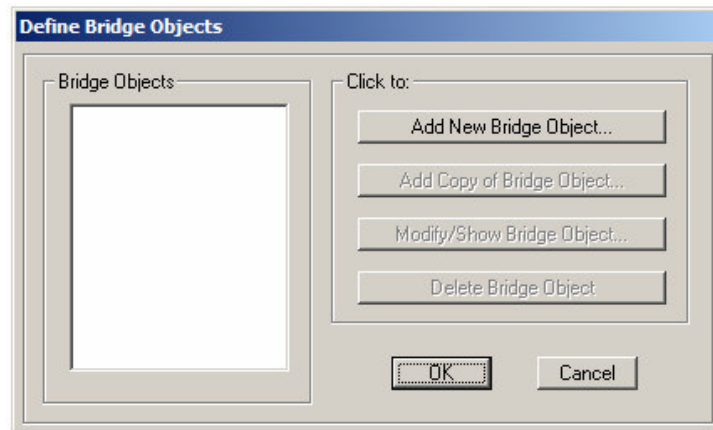 Define Bridge Objects
Bridge Objects
Click to:
Add New Bridge Object...
Add Copy of Bridge Object...
Modify/Show Bridge Object...
Delete Bridge Object
OK
Cancel